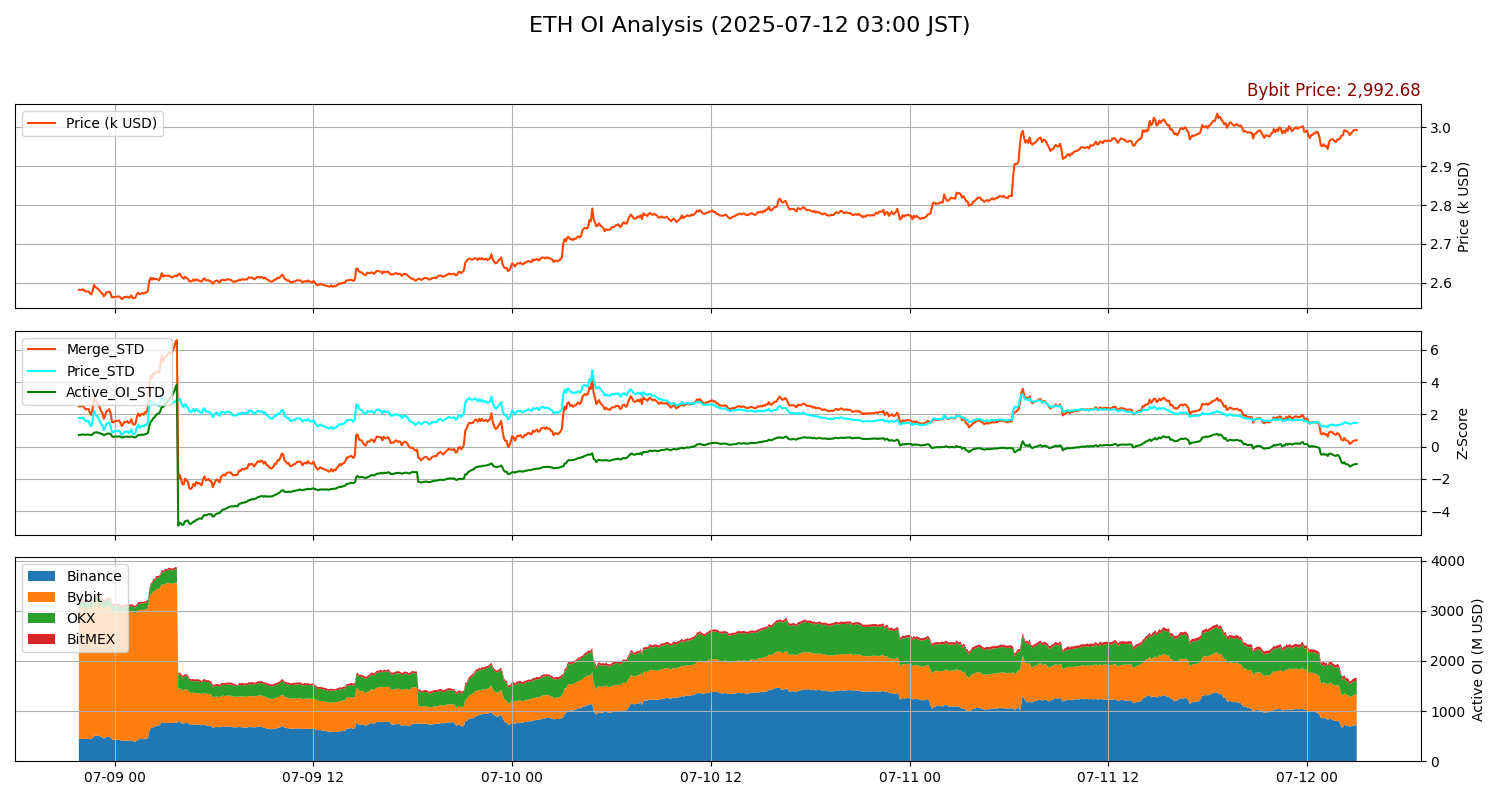 ETH OI Analysis (2025-07-12 03:00 JST)
Bybit Price: 2,992.68
Price (k USD)
3.0
2.9
2.8
2.7
2.6
Price (k USD)
Merge_STD
Price_STD
Active_OI_STD
6
4
2
0
−2
−4
Z-Score
Binance
Bybit
OKX
BitMEX
4000
3000
2000
1000
0
Active OI (M USD)
07-09 00 07-09 12 07-10 00 07-10 12 07-11 00 07-11 12 07-12 00